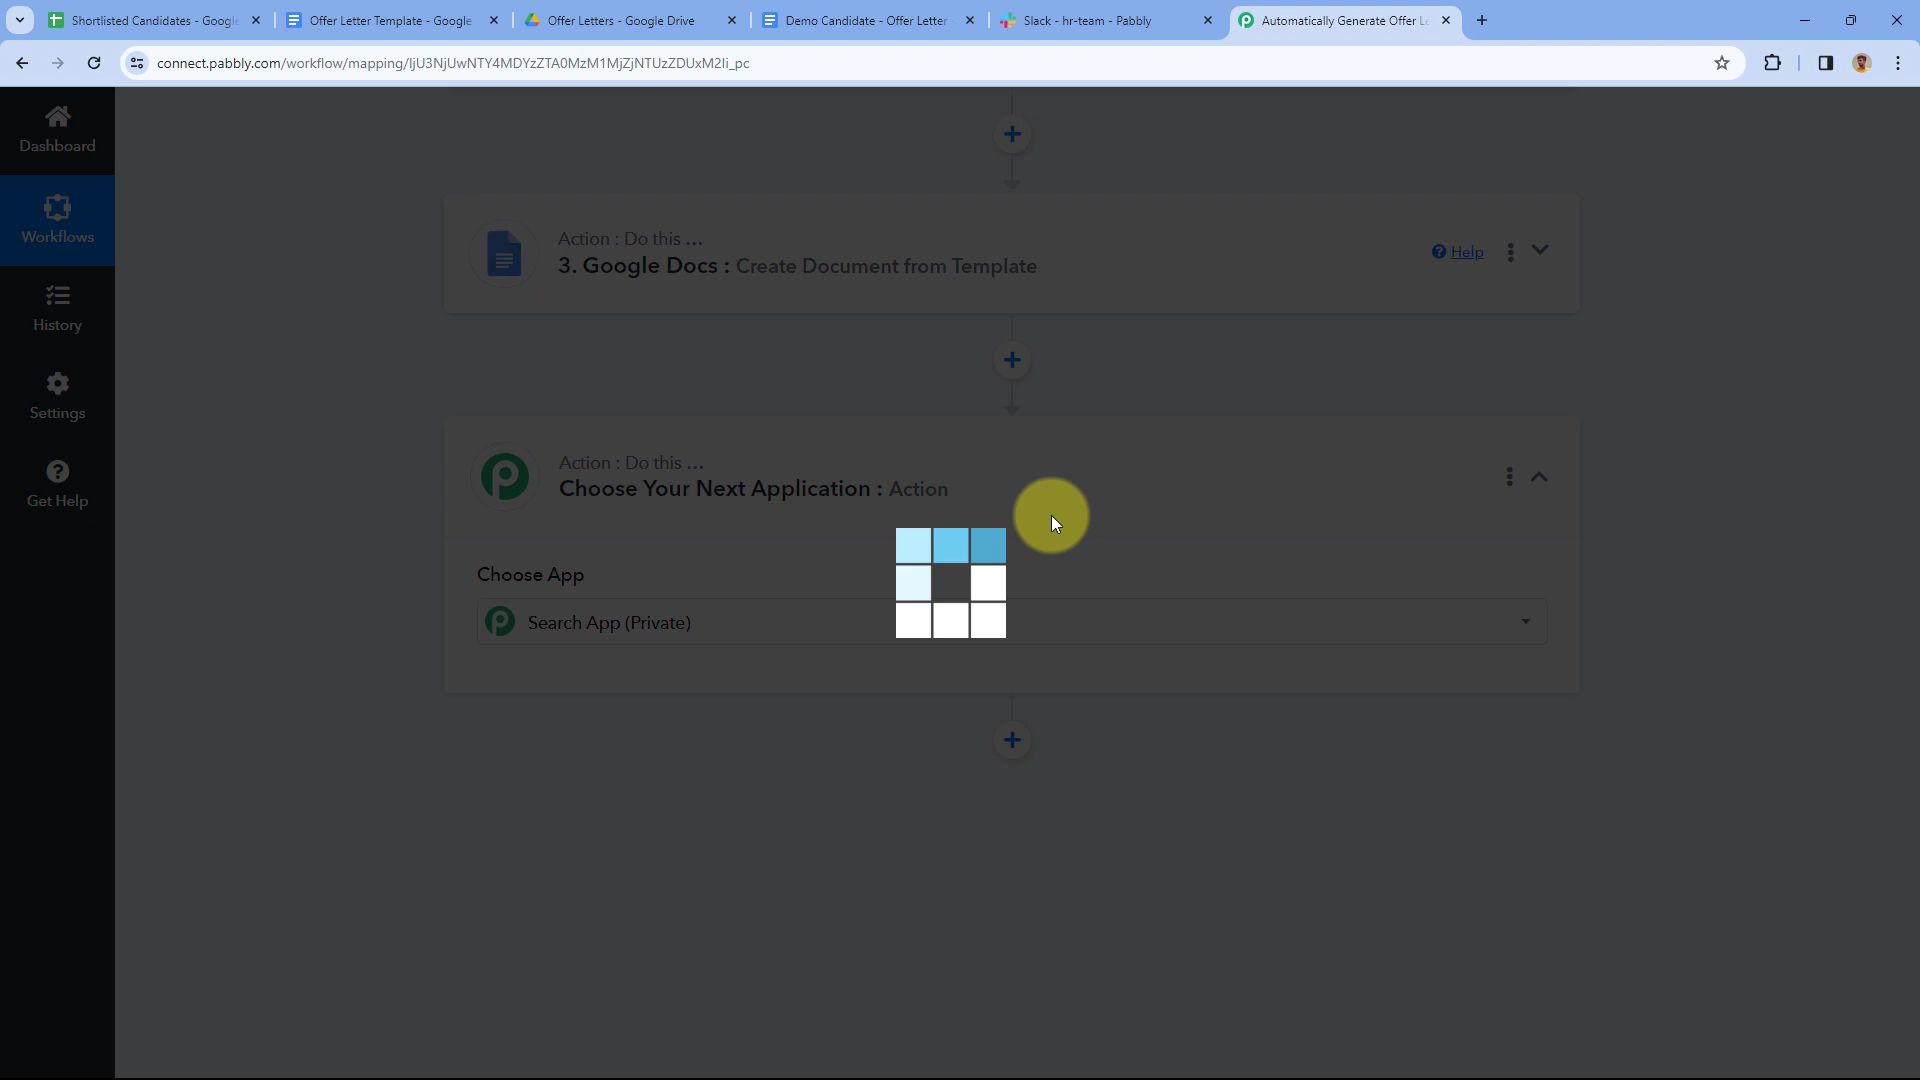 Shortlisted Candidates - Google
Offer Letter Template - Google
Offer Letters - Google Drive
Demo Candidate - Offer Letter
Slack - hr-team - Pabbly
Automatically Generate Offer Le
connect.pabbly.com/workflow/mapping/IjU3NjUwNTY4MDYzZTA0MzM1MjZjNTUzZDUxM2Ii_pc
Dashboard
Workflows
History
Settings
Get Help
Action : Do this ...
3. Google Docs : Create Document from Template
Help
Action : Do this ...
Choose Your Next Application : Action
Choose App
Search App (Private)